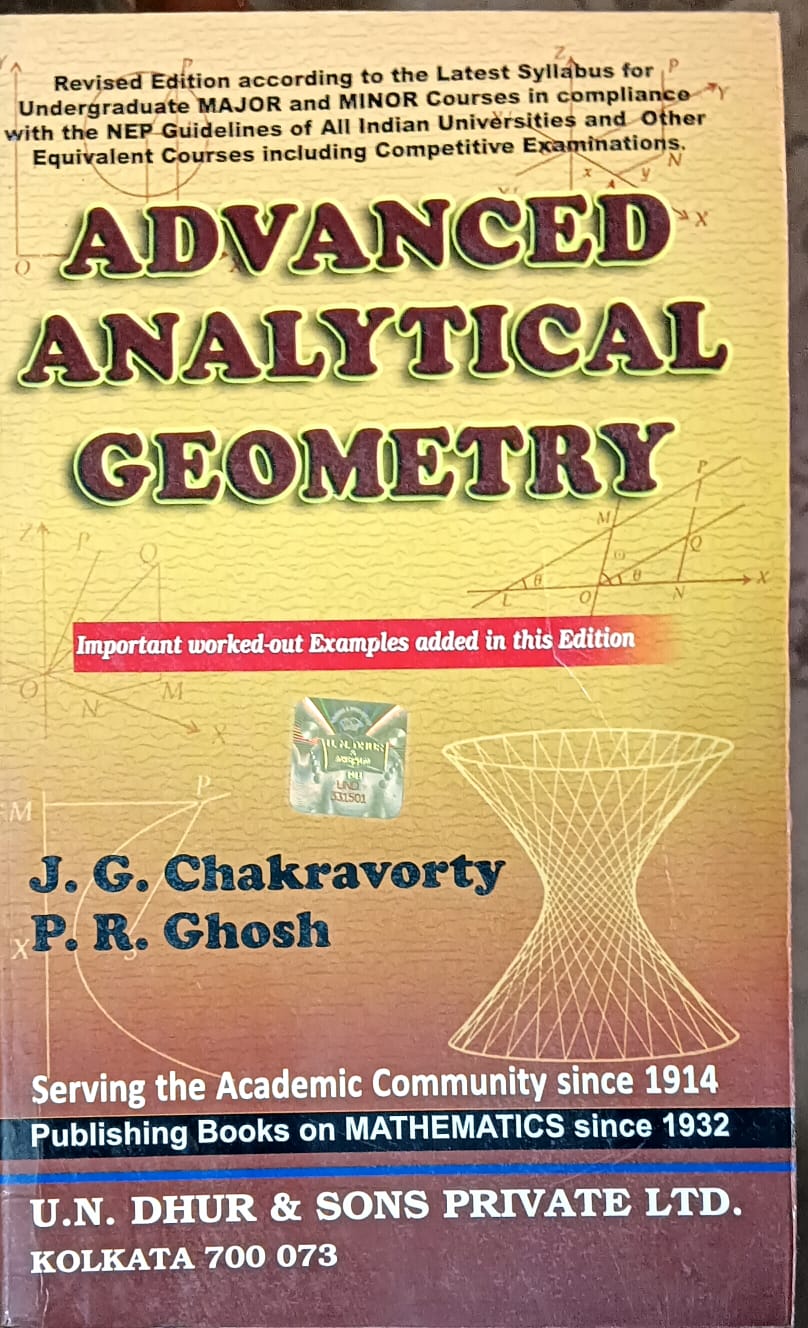 Revised Edition according to the Latest Syllabus for
Undergraduate MAJOR and MINOR Courses in compliance
with the NEP Guidelines of All Indian Universities and Other
Equivalent Courses including Competitive Examinations.
Z
P
Y
N
x
y
A
X
O
ADVANCED
ANALYTICAL
GEOMETRY
P
M
Q
ω
θ
θ
X
L
O
N
Z
P
Q
O
N
M
X
Important worked-out Examples added in this Edition
UND
331501
M
P
J. G. Chakravorty
P. R. Ghosh
X
S
Serving the Academic Community since 1914
Publishing Books on MATHEMATICS since 1932
U.N. DHUR & SONS PRIVATE LTD.
KOLKATA 700 073